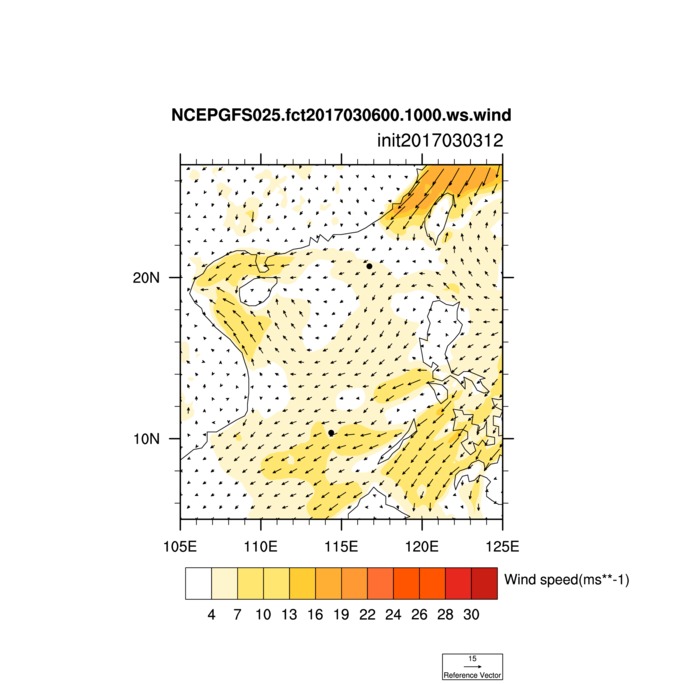 NCEPGFS025.fct2017030600.1000.ws.wind
init2017030312
20N
10N
105E 110E 115E 120E 125E
Wind speed(ms**-1)
4 7 10 13 16 19 22 24 26 28 30
15
Reference Vector